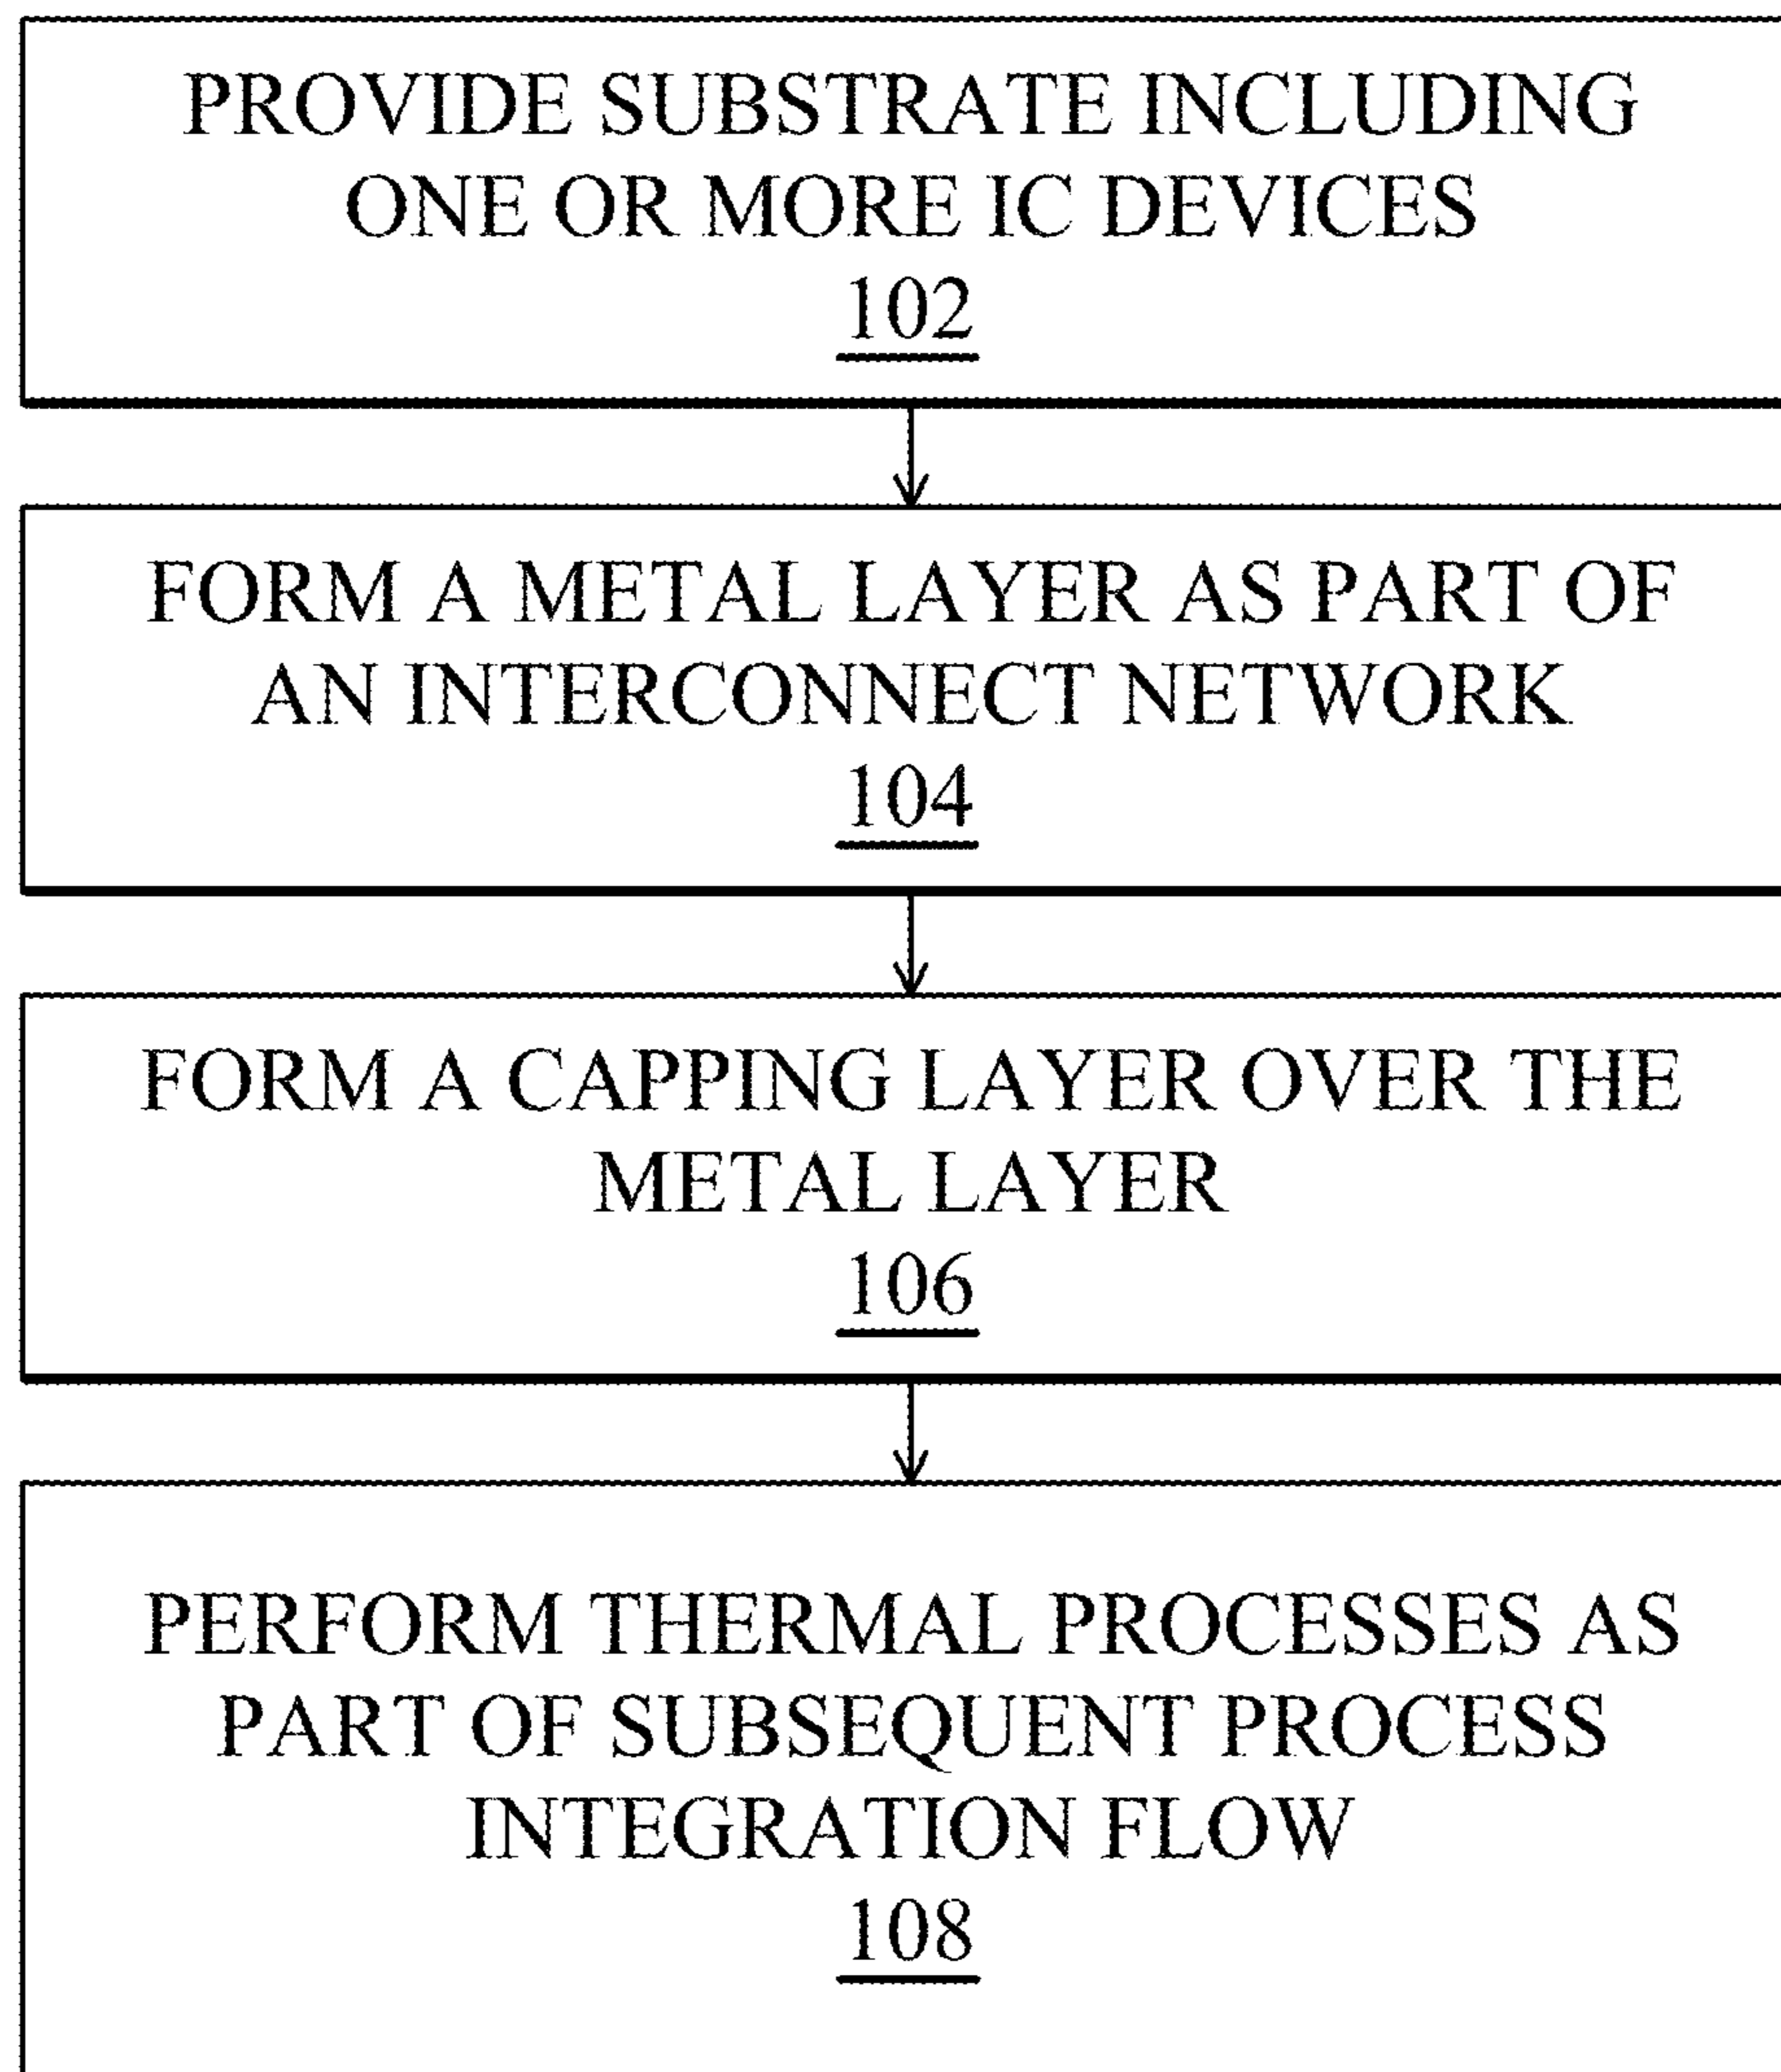 PROVIDE SUBSTRATE INCLUDING
ONE OR MORE IC DEVICES
102
FORM A METAL LAYER AS PART OF
AN INTERCONNECT NETWORK
104
FORM A CAPPING LAYER OVER THE
METAL LAYER
106
PERFORM THERMAL PROCESSES AS
PART OF SUBSEQUENT PROCESS
INTEGRATION FLOW
108